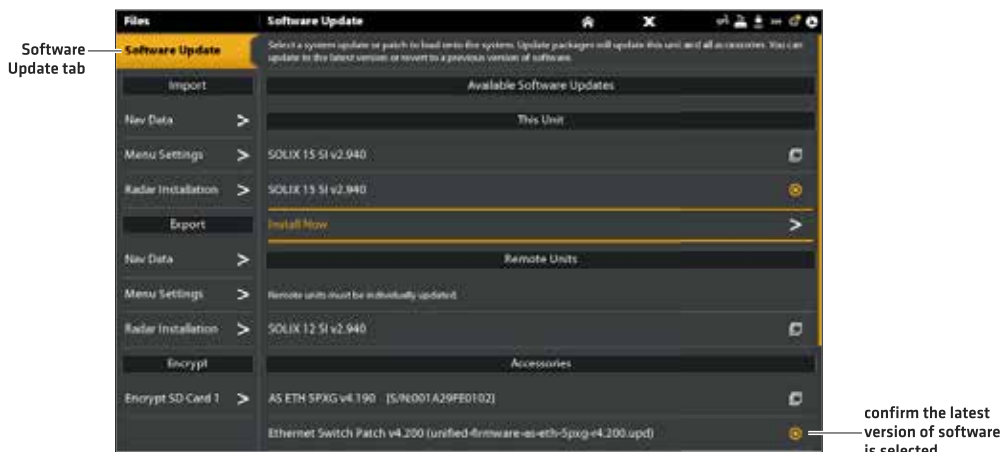 Files
Software Update
Software Update tab
Software Update
Select a system update or patch to load onto the system. Update packages will update this unit and all accessories. You can
update to the latest version or revert to a previous version of software.
Import
Available Software Updates
Nav Data
This Unit
Menu Settings
SOLIX 15 SI v2.940
Radar Installation
SOLIX 15 SI v2.940
Export
Install Now
Nav Data
Remote Units
Menu Settings
Remote units must be individually updated.
Radar Installation
SOLIX 12 SI v2.940
Encrypt
Accessories
Encrypt SD Card 1
AS ETH 5PXG v4.190 [S/N:001A29FE0102]
Ethernet Switch Patch v4.200 (unified-firmware-as-eth-5pxg-v4.200.upd)
confirm the latest
version of software
is selected